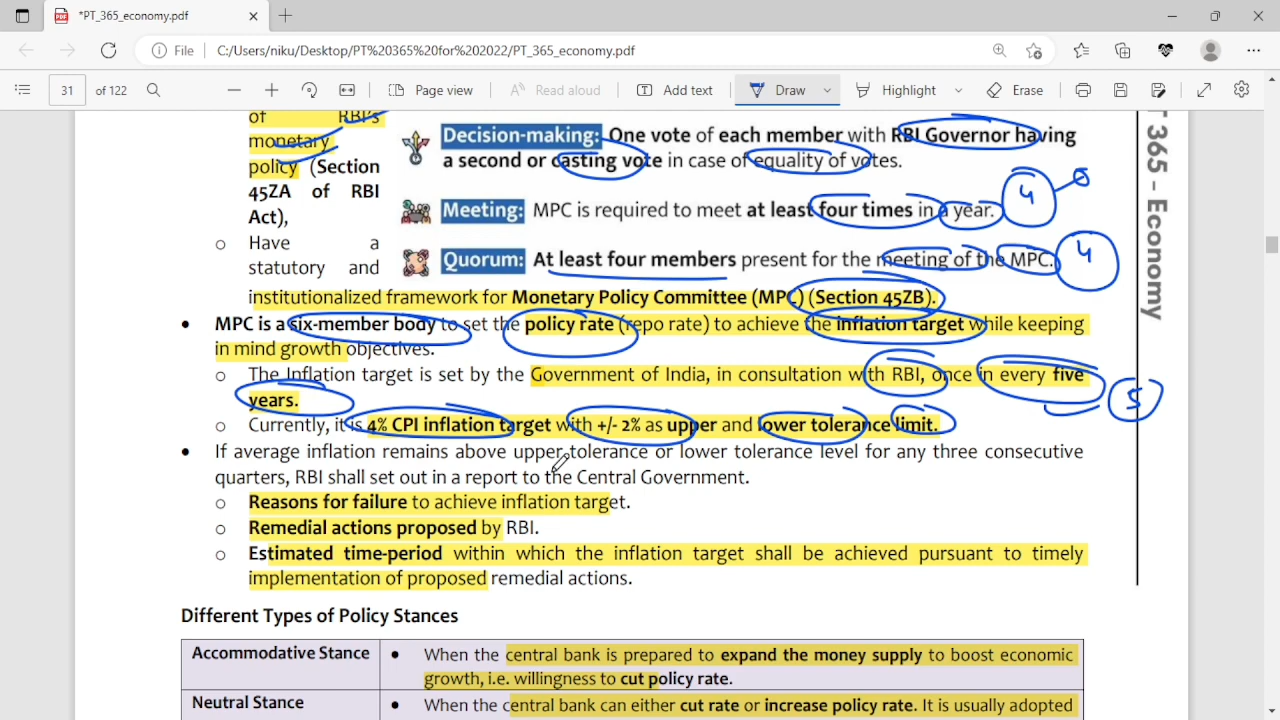 *PT_365_economy.pdf
File
C:/Users/niku/Desktop/PT%20365%20for%202022/PT_365_economy.pdf
31 of 122
Page view
Read aloud
Add text
Draw
Highlight
Erase
of RBI's
monetary
policy (Section
45ZA of RBI
Act),
Have a
statutory and
Decision-making: One vote of each member with RBI Governor having
a second or casting vote in case of equality of votes.
Meeting: MPC is required to meet at least four times in a year. 4
Quorum: At least four members present for the meeting of the MPC. 4
institutionalized framework for Monetary Policy Committee (MPC) (Section 45ZB).
• MPC is a six-member body to set the policy rate (repo rate) to achieve the inflation target while keeping
in mind growth objectives.
o The Inflation target is set by the Government of India, in consultation with RBI, once in every five
years. 5
o Currently, it is 4% CPI inflation target with +/- 2% as upper and lower tolerance limit.
• If average inflation remains above upper tolerance or lower tolerance level for any three consecutive
quarters, RBI shall set out in a report to the Central Government.
o Reasons for failure to achieve inflation target.
o Remedial actions proposed by RBI.
o Estimated time-period within which the inflation target shall be achieved pursuant to timely
implementation of proposed remedial actions.
Different Types of Policy Stances
Accommodative Stance • When the central bank is prepared to expand the money supply to boost economic
growth, i.e. willingness to cut policy rate.
Neutral Stance • When the central bank can either cut rate or increase policy rate. It is usually adopted
365 - Economy